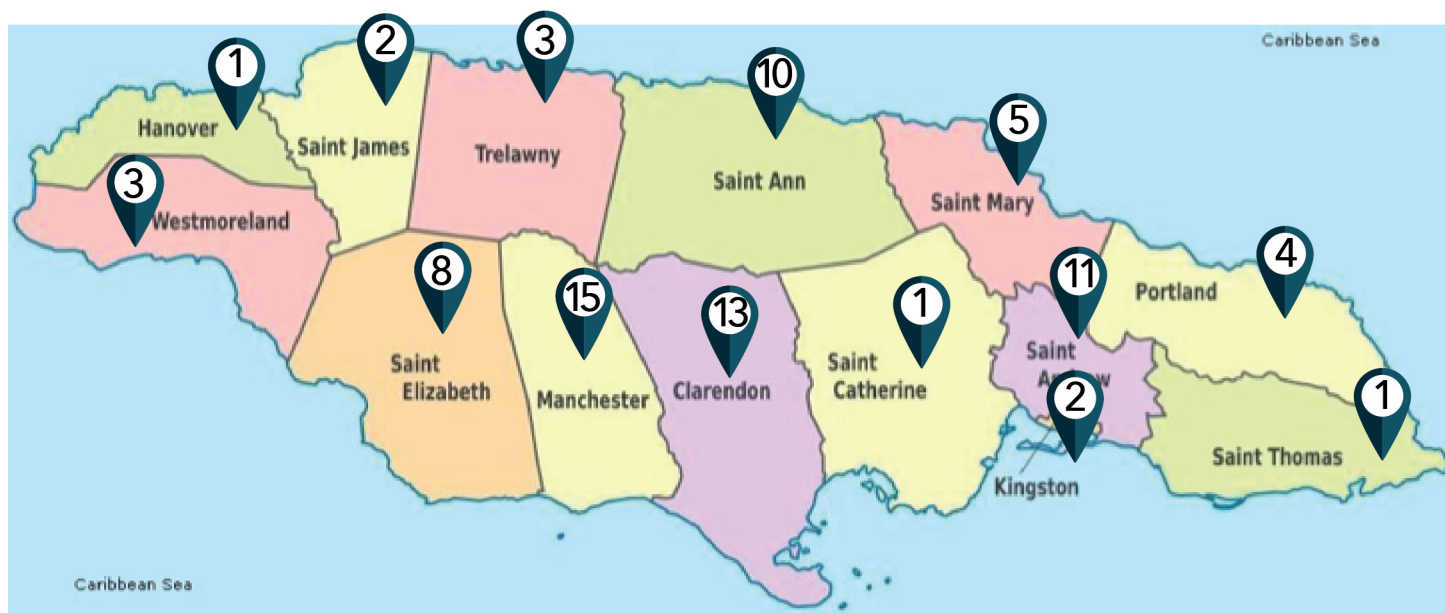 Caribbean Sea
1
2
3
10
5
Hanover
Saint James
Trelawny
Saint Ann
Saint Mary
3
Westmoreland
8
15
13
1
11
4
Portland
Saint
Elizabeth
Manchester
Clarendon
Saint
Catherine
Saint
2
1
Saint Thomas
Kingston
Caribbean Sea